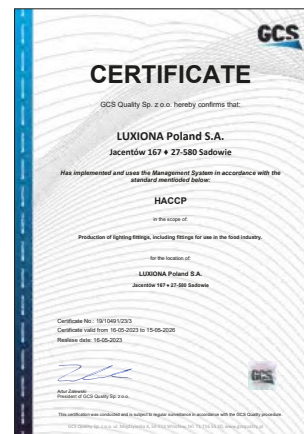 GCS
CERTIFICATE
GCS Quality Sp. z o.o. hereby confirms that:
LUXIONA Poland S.A.
Jacentów 167 ♦ 27-580 Sadowie
Has implemented and uses the Management System in accordance with the
standard mentioded below:
HACCP
in the scope of:
Production of lighting fittings, including fittings for use in the food industry.
for the location of:
LUXIONA Poland S.A.
Jacentów 167 ♦ 27-580 Sadowie
Certificate No.: 19/10491/23/3
Certificate valid from 16-05-2023 to 15-05-2026
Realese date: 16-05-2023
Artur Zalewski
President of GCS Quality Sp. z o.o.
GCS
This certification was conducted and is subject to regular surveillance in accordance with the GCS Quality procedure.